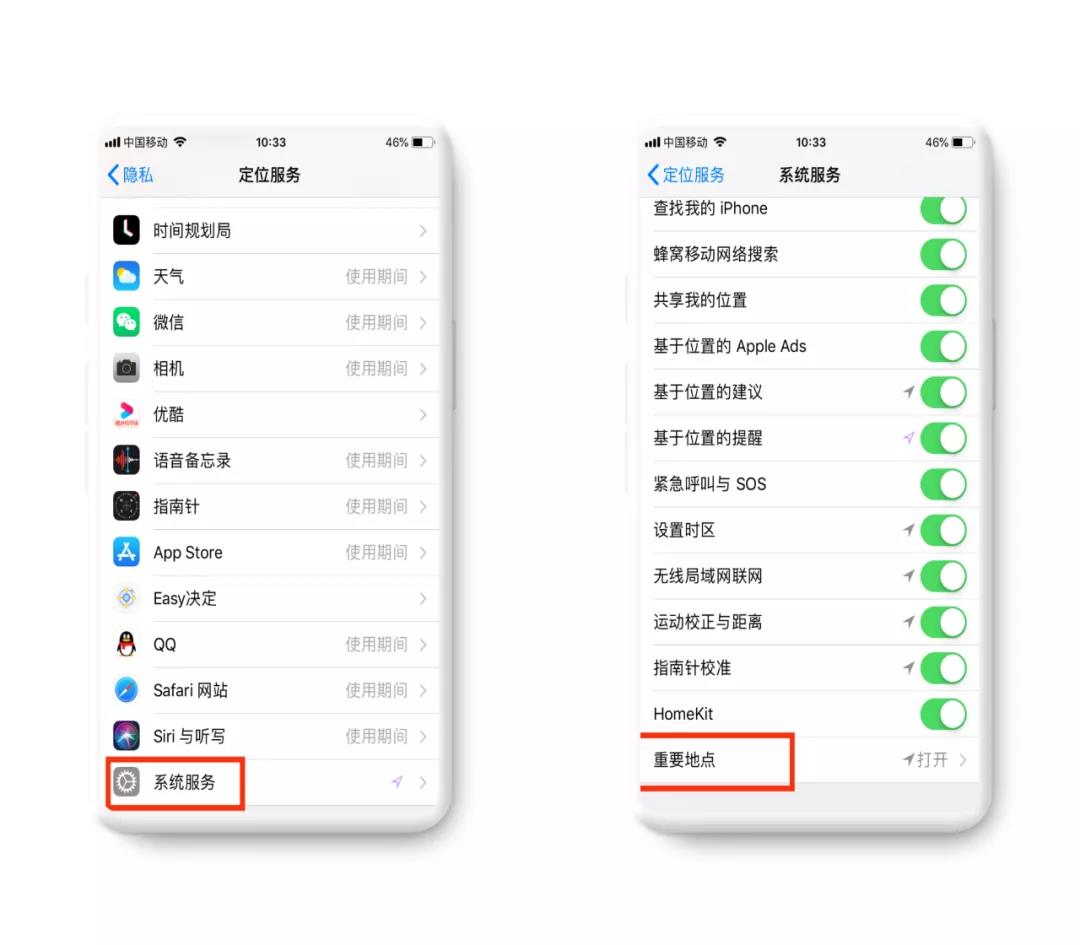 中国移动 10:33 46%
隐私 定位服务
时间规划局
天气 使用期间
微信 使用期间
相机 使用期间
优酷
语音备忘录 使用期间
指南针 使用期间
App Store 使用期间
Easy决定
QQ 使用期间
Safari 网站 使用期间
Siri 与听写 使用期间
系统服务
中国移动 10:33 46%
定位服务 系统服务
查找我的 iPhone
蜂窝移动网络搜索
共享我的位置
基于位置的 Apple Ads
基于位置的建议
基于位置的提醒
紧急呼叫与 SOS
设置时区
无线局域网联网
运动校正与距离
指南针校准
HomeKit
重要地点 打开